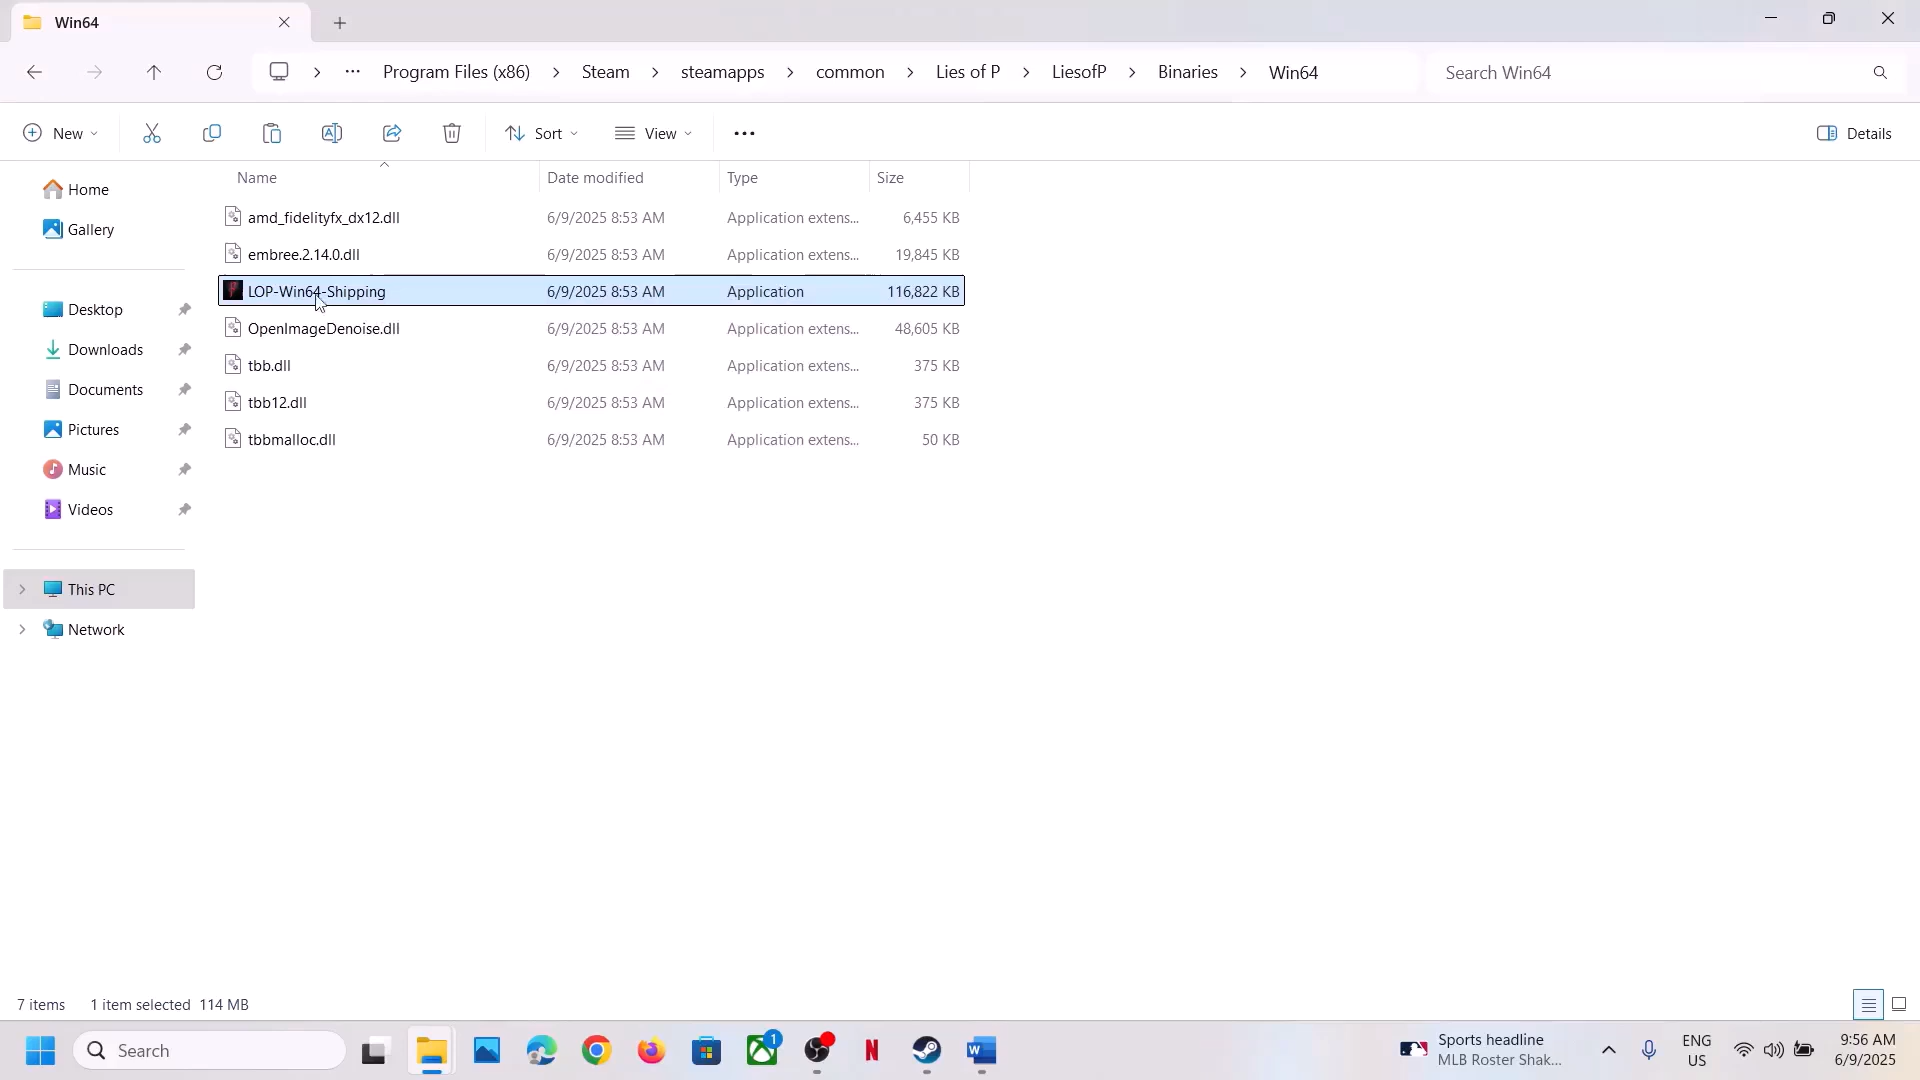 Win64
Program Files (x86) > Steam > steamapps > common > Lies of P > LiesofP > Binaries > Win64
Search Win64
New
Sort
View
Details
Name Date modified Type Size
amd_fidelityfx_dx12.dll 6/9/2025 8:53 AM Application extens... 6,455 KB
embree.2.14.0.dll 6/9/2025 8:53 AM Application extens... 19,845 KB
LOP-Win64-Shipping 6/9/2025 8:53 AM Application 116,822 KB
OpenImageDenoise.dll 6/9/2025 8:53 AM Application extens... 48,605 KB
tbb.dll 6/9/2025 8:53 AM Application extens... 375 KB
tbb12.dll 6/9/2025 8:53 AM Application extens... 375 KB
tbbmalloc.dll 6/9/2025 8:53 AM Application extens... 50 KB
Home
Gallery
Desktop
Downloads
Documents
Pictures
Music
Videos
This PC
Network
7 items 1 item selected 114 MB
Search
1
Sports headline
MLB Roster Shak...
ENG
US
9:56 AM
6/9/2025